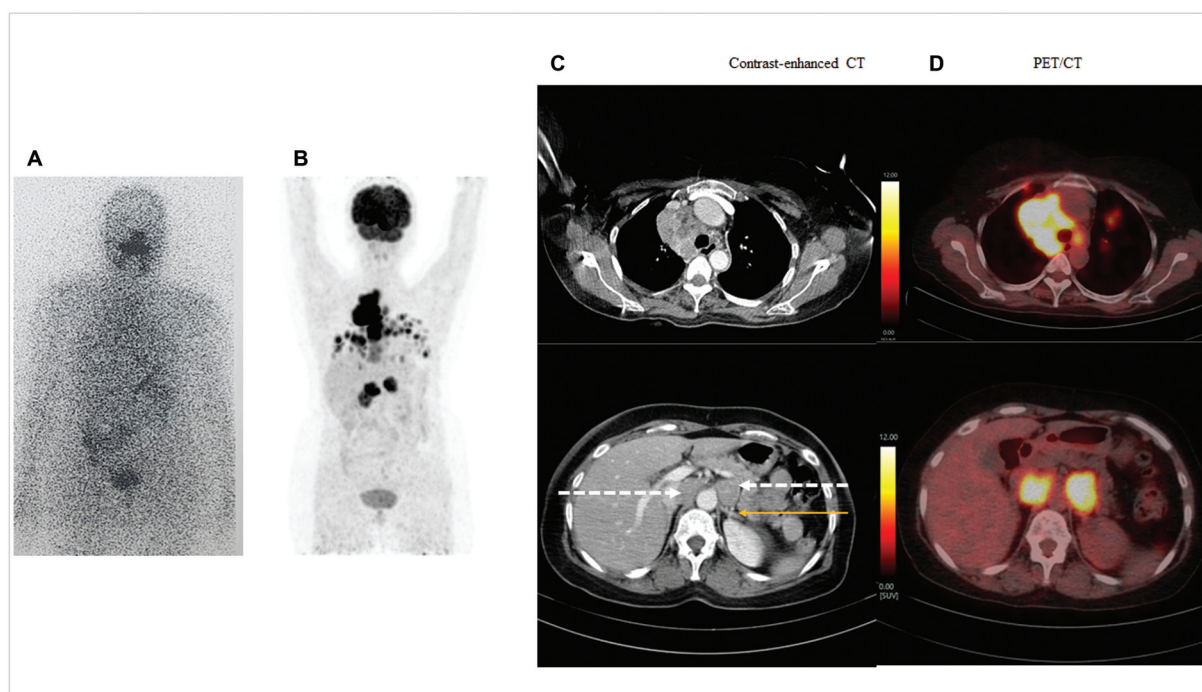 C
Contrast-enhanced CT
D
PET/CT
A
B
12.00
0.00
12.00
0.00
[SUV]